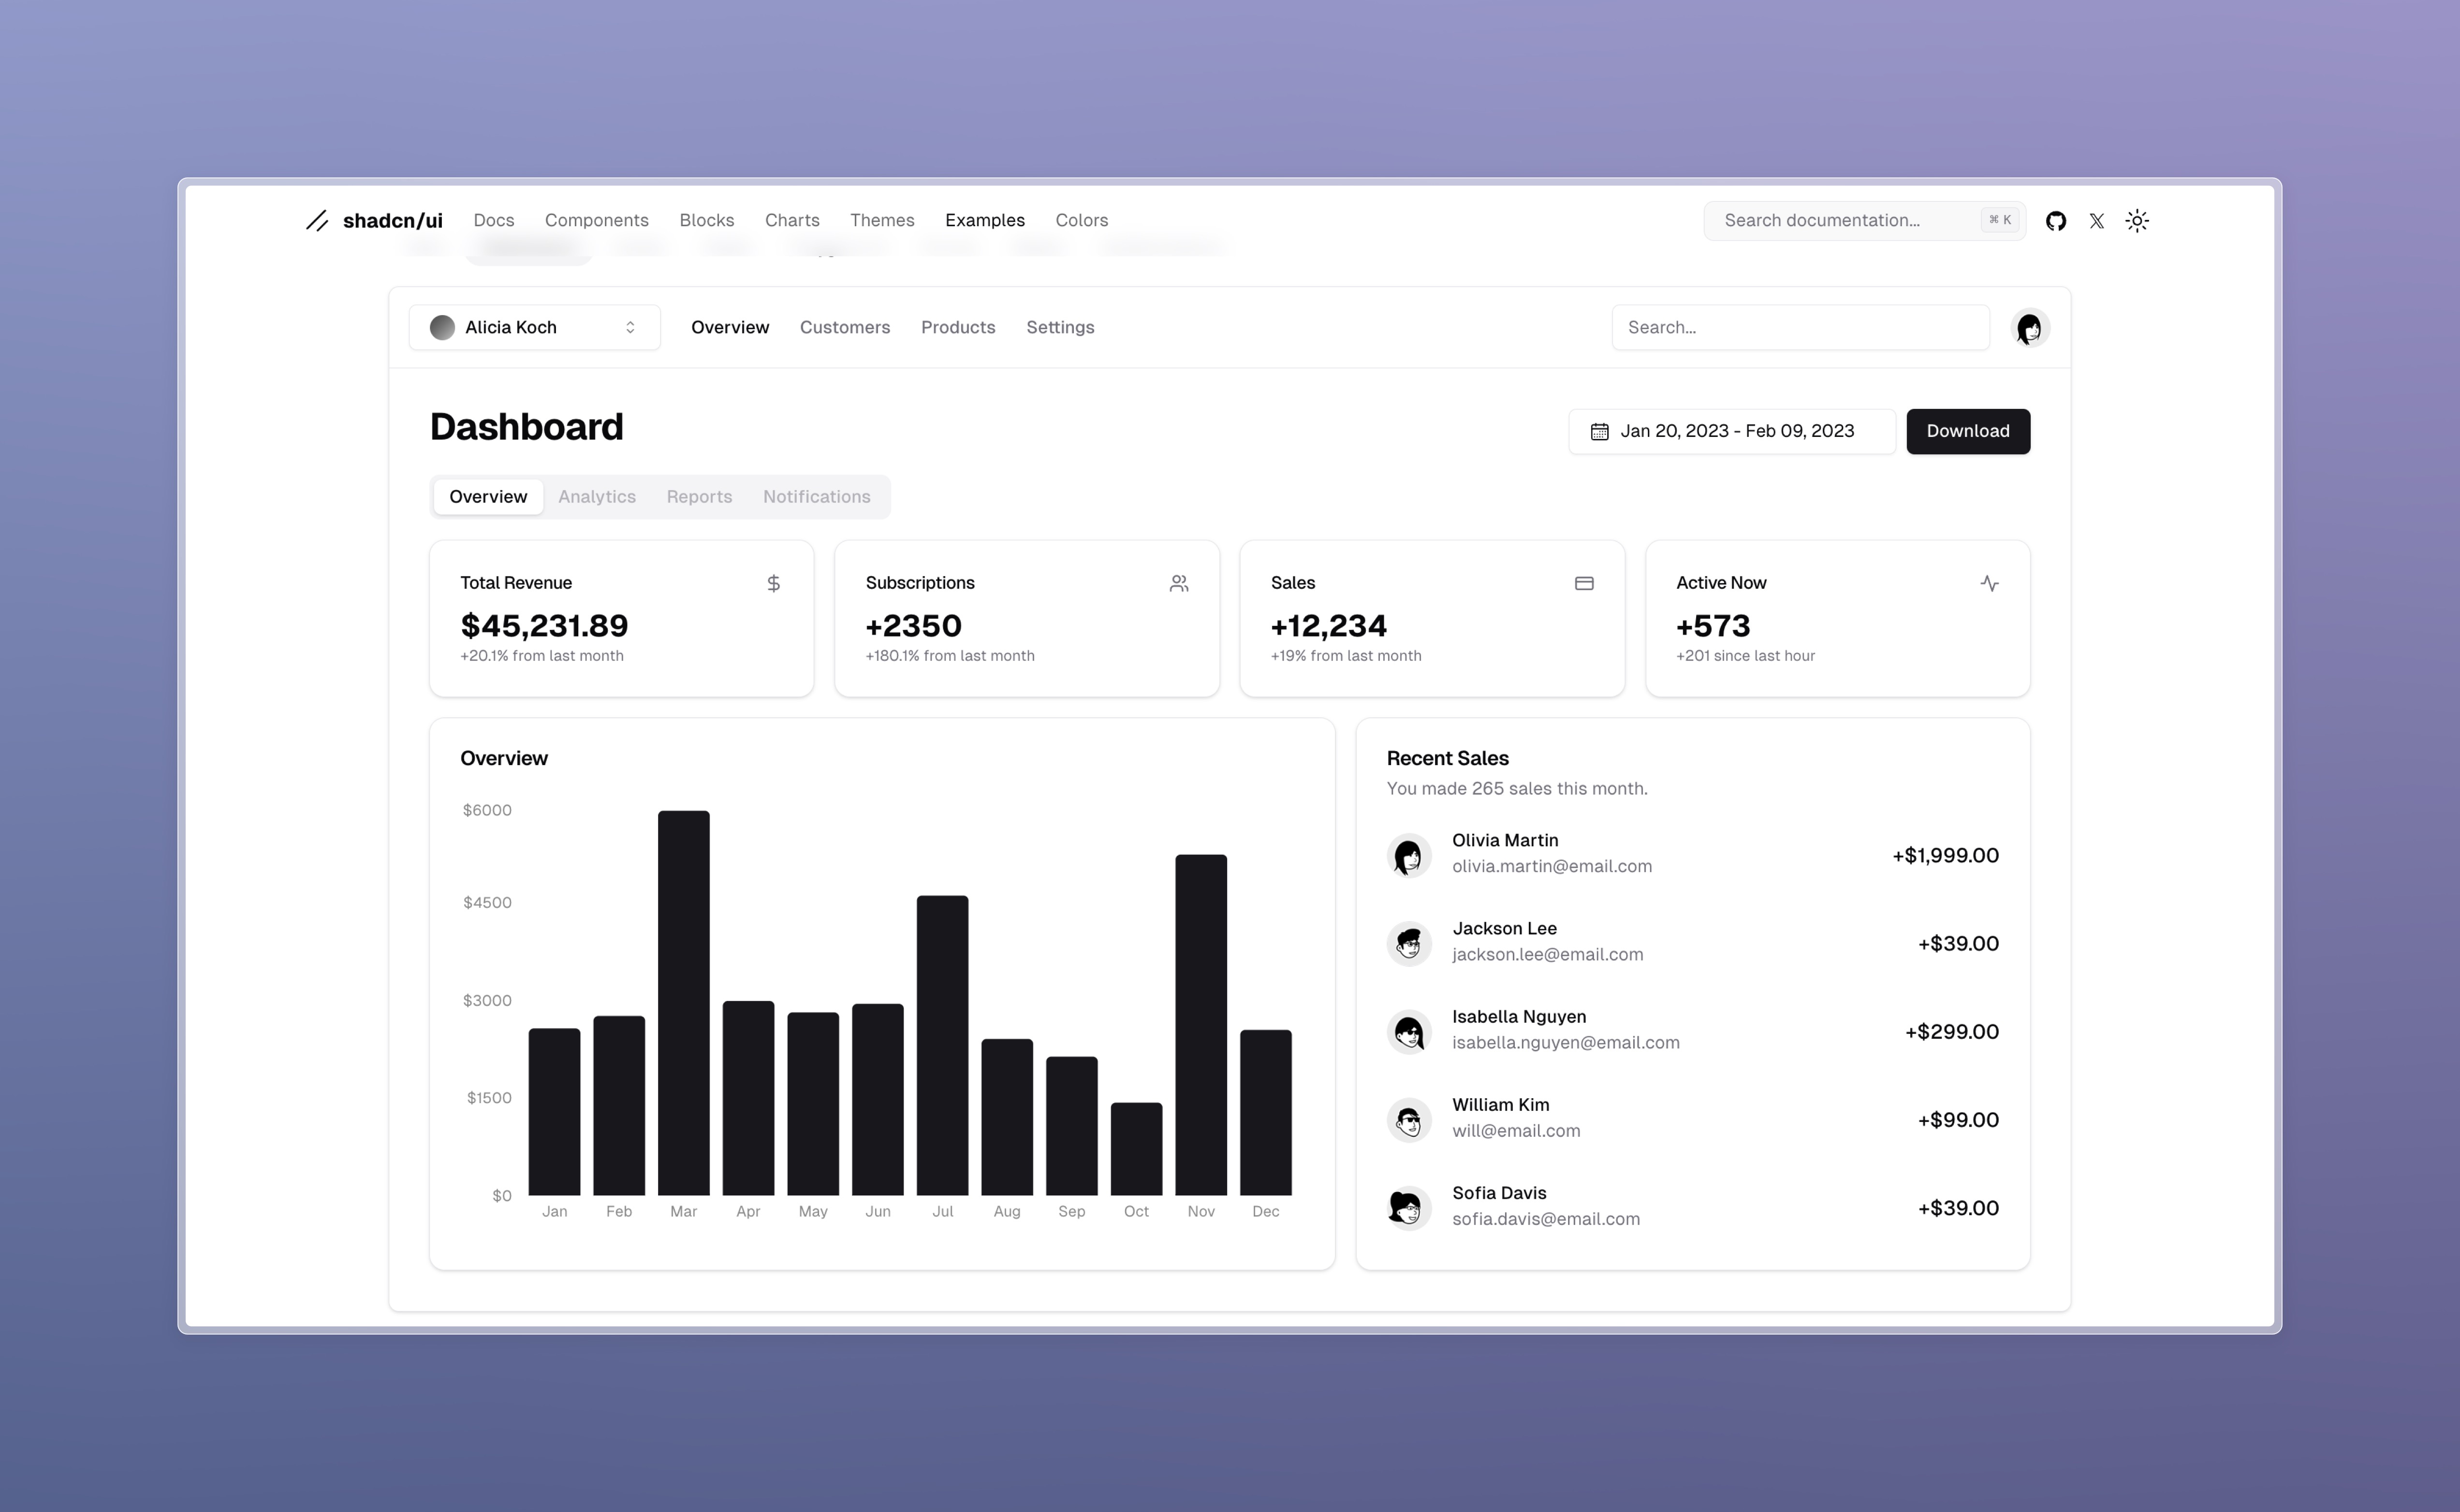 shadcn/ui Docs Components Blocks Charts Themes Examples Colors Search documentation... ⌘ K
Alicia Koch Overview Customers Products Settings Search...
Dashboard
Jan 20, 2023 - Feb 09, 2023 Download
Overview Analytics Reports Notifications
Total Revenue
$45,231.89
+20.1% from last month
Subscriptions
+2350
+180.1% from last month
Sales
+12,234
+19% from last month
Active Now
+573
+201 since last hour
Overview
$6000
$4500
$3000
$1500
$0
Jan Feb Mar Apr May Jun Jul Aug Sep Oct Nov Dec
Recent Sales
You made 265 sales this month.
Olivia Martin
olivia.martin@email.com
+$1,999.00
Jackson Lee
jackson.lee@email.com
+$39.00
Isabella Nguyen
isabella.nguyen@email.com
+$299.00
William Kim
will@email.com
+$99.00
Sofia Davis
sofia.davis@email.com
+$39.00